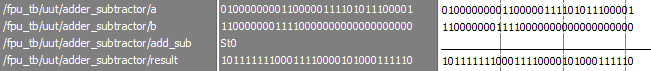 /fpu_tb/uut/adder_subtractor/a 01000000001100000111101011100001 01000000001100000111101011100001
/fpu_tb/uut/adder_subtractor/b 11000000011110000000000000000000 11000000011110000000000000000000
/fpu_tb/uut/adder_subtractor/add_sub St0
/fpu_tb/uut/adder_subtractor/result 10111111100011110000101000111110 10111111100011110000101000111110